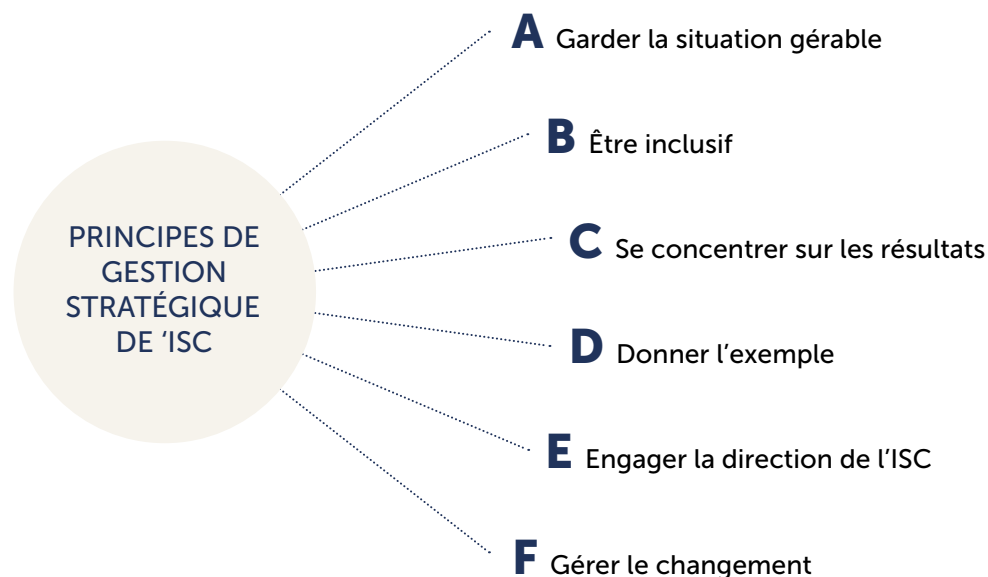 A Garder la situation gérable
B Être inclusif
C Se concentrer sur les résultats
PRINCIPES DE
GESTION
STRATÉGIQUE
DE ‘ISC
D Donner l’exemple
E Engager la direction de l’ISC
F Gérer le changement